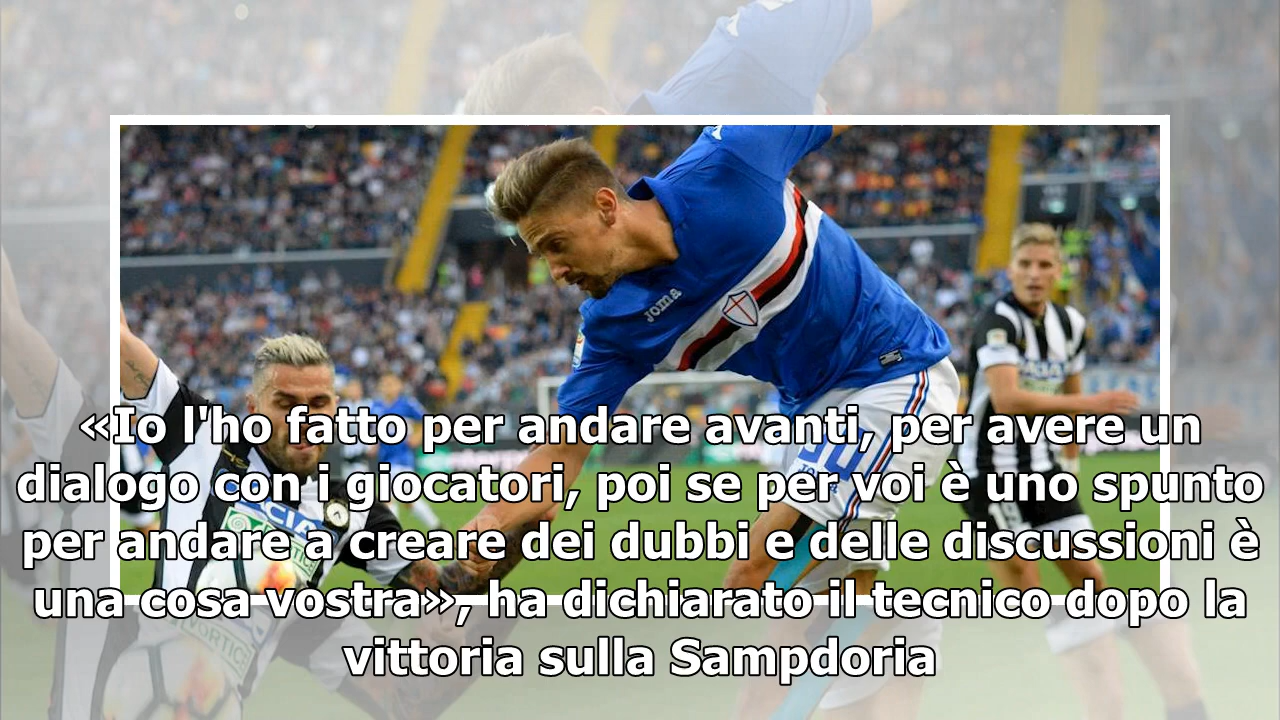 joma
«Io l'ho fatto per andare avanti, per avere un
dialogo con i giocatori, poi se per voi è uno spunto
per andare a creare dei dubbi e delle discussioni è
una cosa vostra», ha dichiarato il tecnico dopo la
vittoria sulla Sampdoria